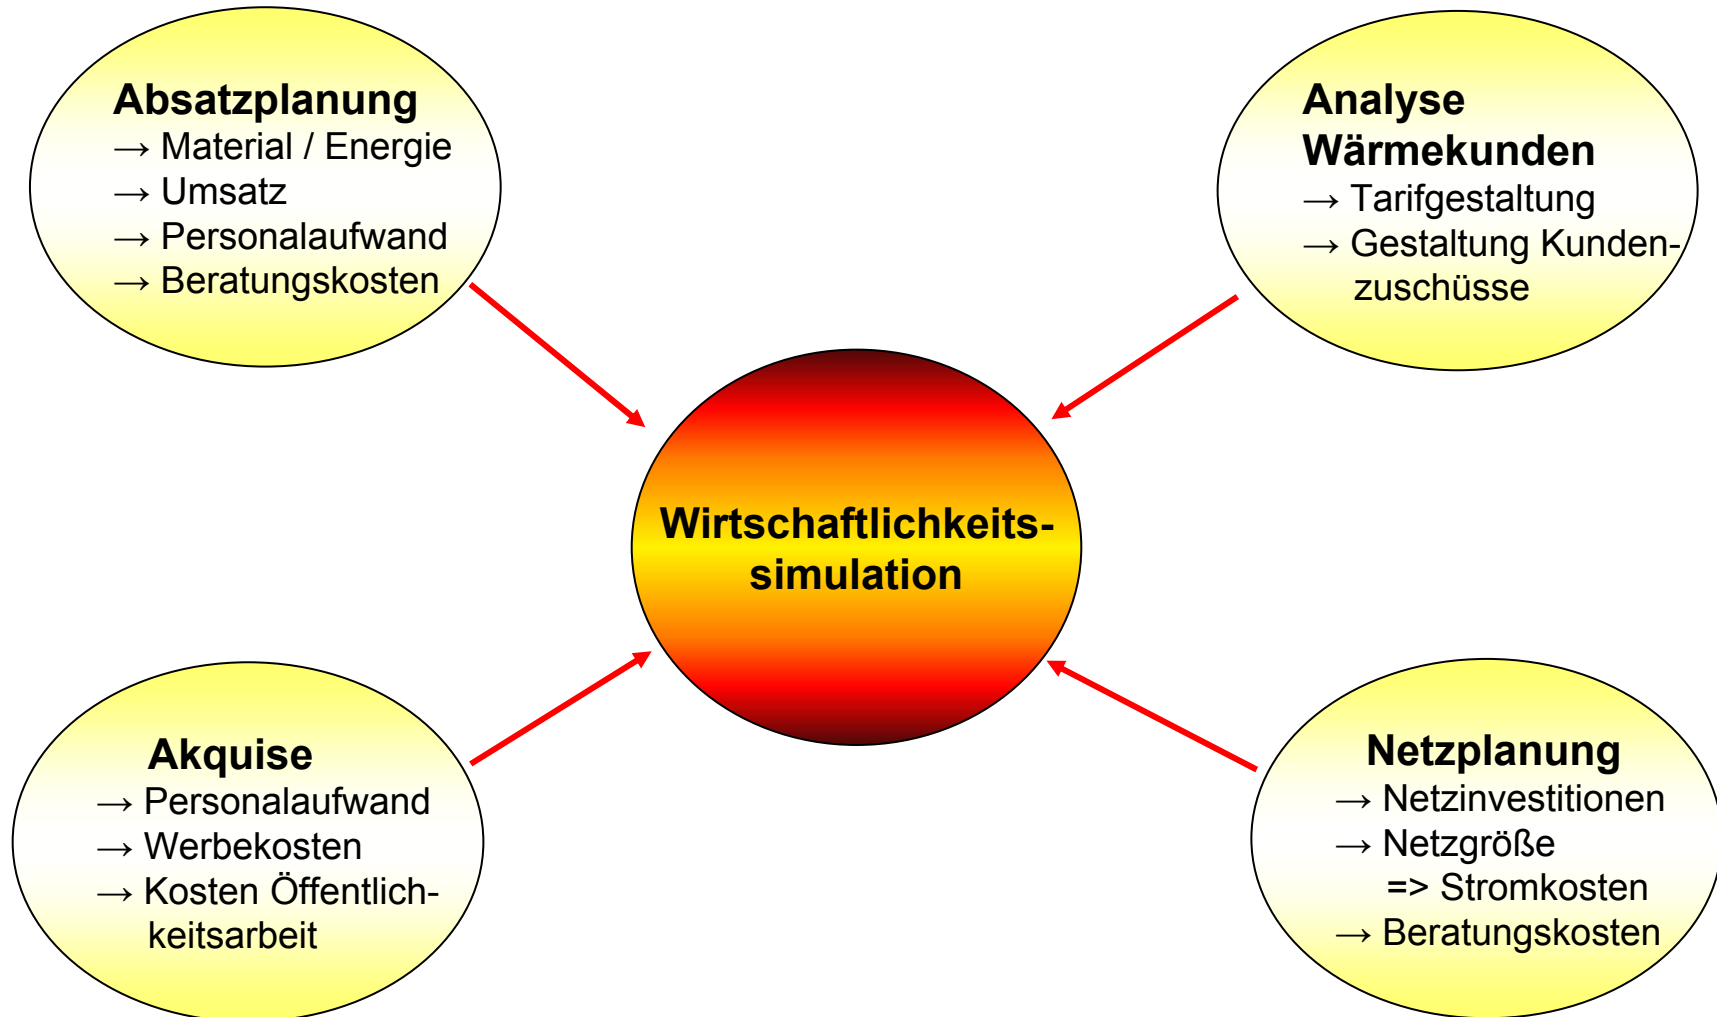 Absatzplanung
→ Material / Energie
→ Umsatz
→ Personalaufwand
→ Beratungskosten
Analyse
Wärmekunden
→ Tarifgestaltung
→ Gestaltung Kunden-
zuschüsse
Wirtschaftlichkeits-
simulation
Akquise
→ Personalaufwand
→ Werbekosten
→ Kosten Öffentlich-
keitsarbeit
Netzplanung
→ Netzinvestitionen
→ Netzgröße
=> Stromkosten
→ Beratungskosten